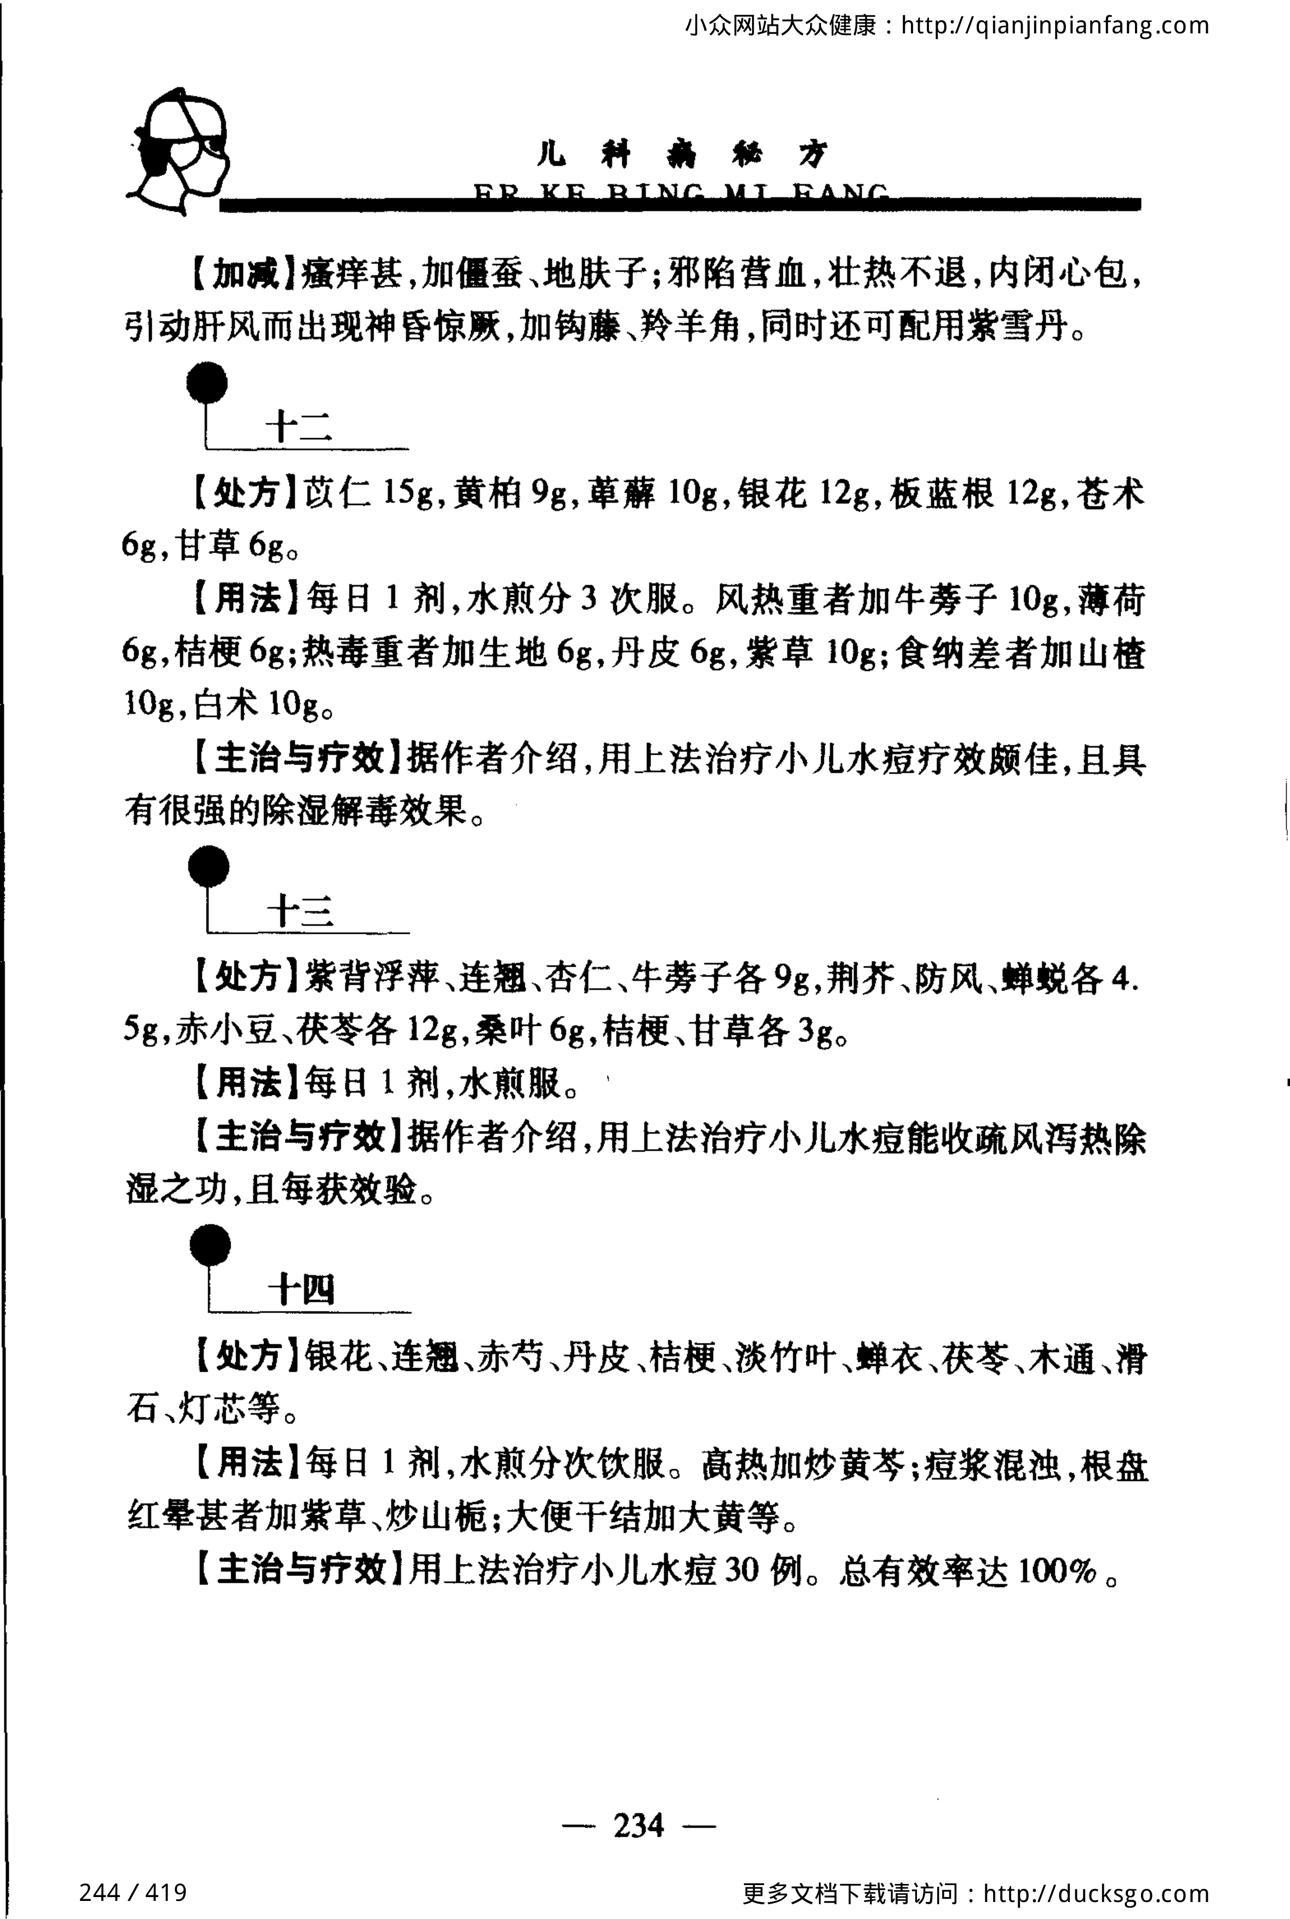 小众网站大众健康：http://qianjinpianfang.com
儿科病秘方
ER KE BING MI FANG
【加减】瘙痒甚,加僵蚕、地肤子;邪陷营血,壮热不退,内闭心包,
引动肝风而出现神昏惊厥,加钩藤、羚羊角,同时还可配用紫雪丹。
十二
【处方】苡仁 15g,黄柏 9g,萆薢 10g,银花 12g,板蓝根 12g,苍术
6g,甘草 6g。
【用法】每日 1 剂,水煎分 3 次服。风热重者加牛蒡子 10g,薄荷
6g,桔梗 6g;热毒重者加生地 6g,丹皮 6g,紫草 10g;食纳差者加山楂
10g,白术 10g。
【主治与疗效】据作者介绍,用上法治疗小儿水痘疗效颇佳,且具
有很强的除湿解毒效果。
十三
【处方】紫背浮萍、连翘、杏仁、牛蒡子各 9g,荆芥、防风、蝉蜕各 4.
5g,赤小豆、茯苓各 12g,桑叶 6g,桔梗、甘草各 3g。
【用法】每日 1 剂,水煎服。
【主治与疗效】据作者介绍,用上法治疗小儿水痘能收疏风泻热除
湿之功,且每获效验。
十四
【处方】银花、连翘、赤芍、丹皮、桔梗、淡竹叶、蝉衣、茯苓、木通、滑
石、灯芯等。
【用法】每日 1 剂,水煎分次饮服。高热加炒黄芩;痘浆混浊,根盘
红晕甚者加紫草、炒山栀;大便干结加大黄等。
【主治与疗效】用上法治疗小儿水痘 30 例。总有效率达 100%。
— 234 —
244 / 419
更多文档下载请访问：http://ducksgo.com